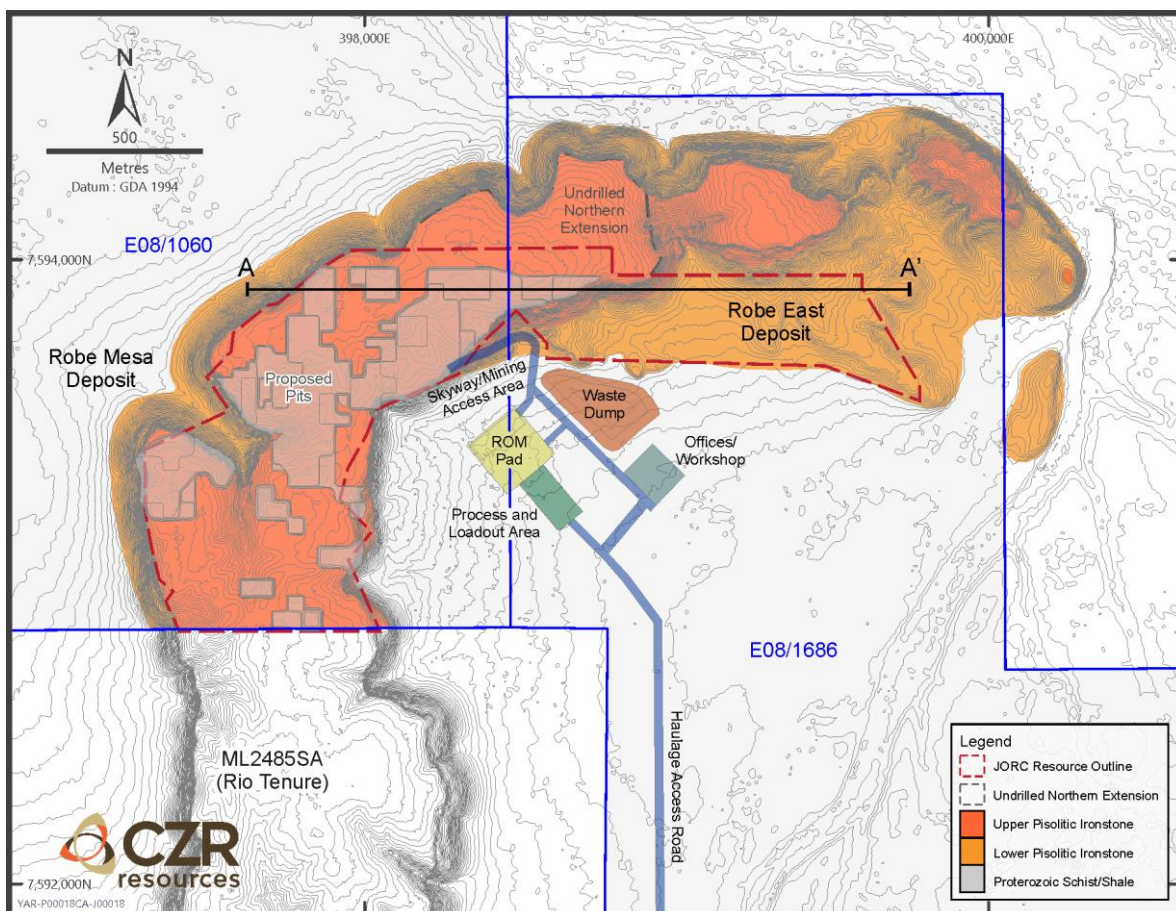 398,000E
400,000E
N
500
Metres
Datum : GDA 1994
Undrilled
Northern
Extension
E08/1060
7,594,000N
A
A'
Robe East
Deposit
Robe Mesa
Deposit
Proposed
Pits
Skyway/Mining
Access Area
Waste
Dump
ROM
Pad
Offices/
Workshop
Process and
Loadout Area
E08/1686
Haulage Access Road
ML2485SA
(Rio Tenure)
Legend
JORC Resource Outline
Undrilled Northern Extension
Upper Pisolitic Ironstone
Lower Pisolitic Ironstone
Proterozoic Schist/Shale
CZR
resources
7,592,000N
YAR-P00018CA-J00018